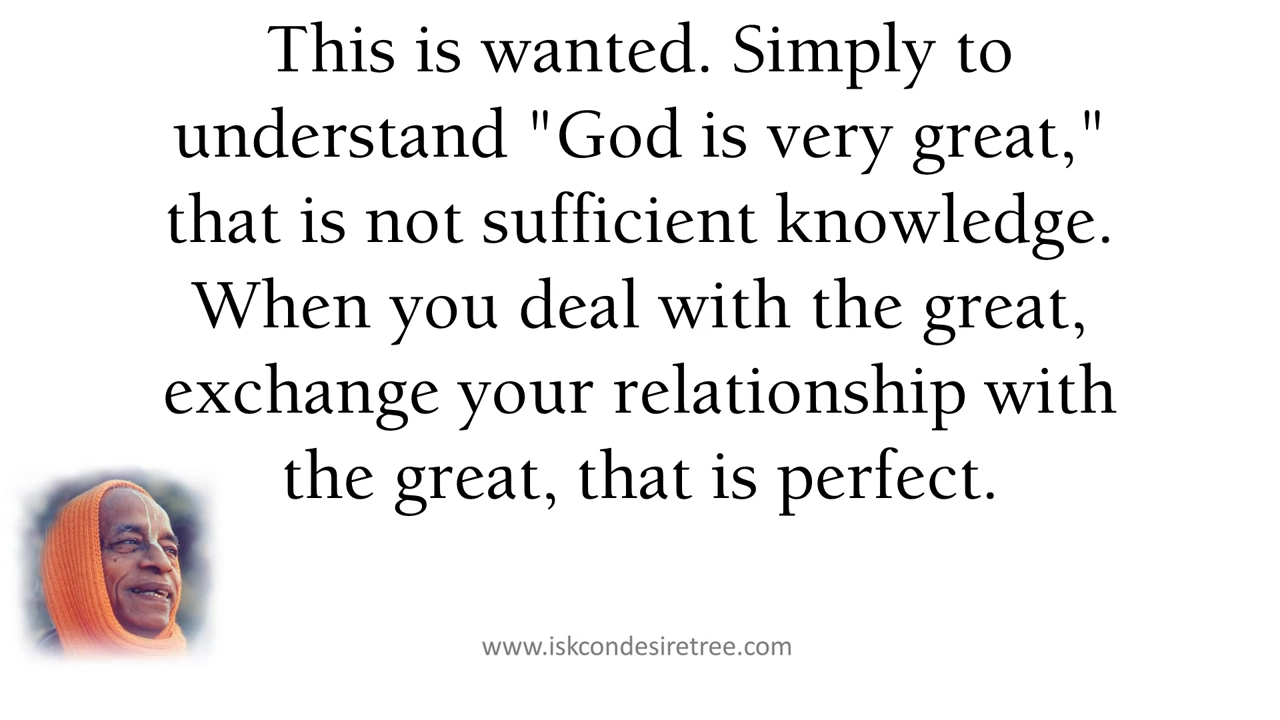 This is wanted. Simply to
understand "God is very great,"
that is not sufficient knowledge.
When you deal with the great,
exchange your relationship with
the great, that is perfect.
www.iskcondesiretree.com